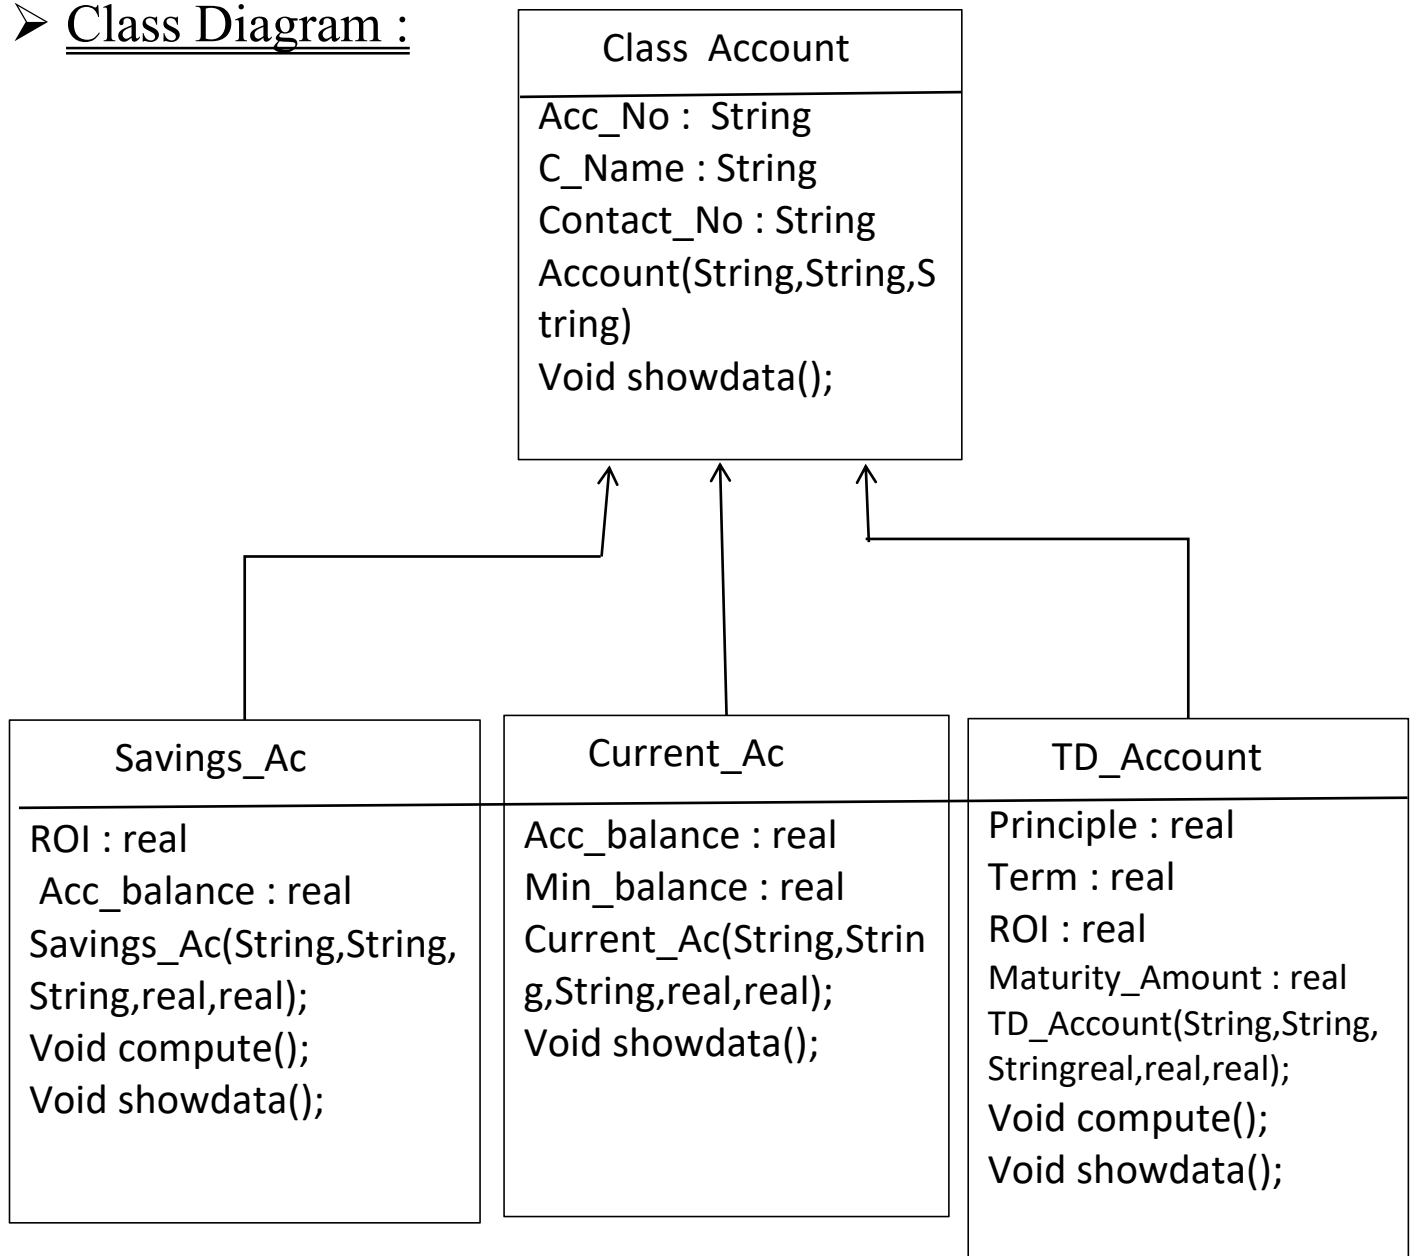 ➢ Class Diagram :
Class Account
Acc_No : String
C_Name : String
Contact_No : String
Account(String,String,S
tring)
Void showdata();
Savings_Ac
ROI : real
Acc_balance : real
Savings_Ac(String,String,
String,real,real);
Void compute();
Void showdata();
Current_Ac
Acc_balance : real
Min_balance : real
Current_Ac(String,Strin
g,String,real,real);
Void showdata();
TD_Account
Principle : real
Term : real
ROI : real
Maturity_Amount : real
TD_Account(String,String,
Stringreal,real,real);
Void compute();
Void showdata();